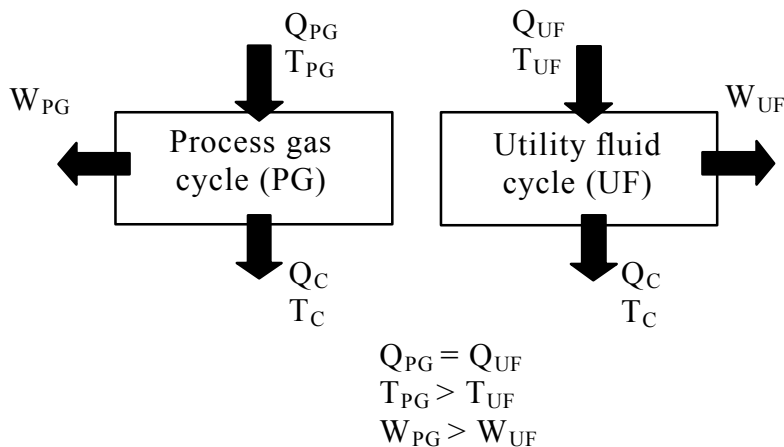 Q_PG
T_PG
Q_UF
T_UF
W_PG
W_UF
Process gas
cycle (PG)
Utility fluid
cycle (UF)
Q_C
T_C
Q_C
T_C
Q_PG = Q_UF
T_PG > T_UF
W_PG > W_UF